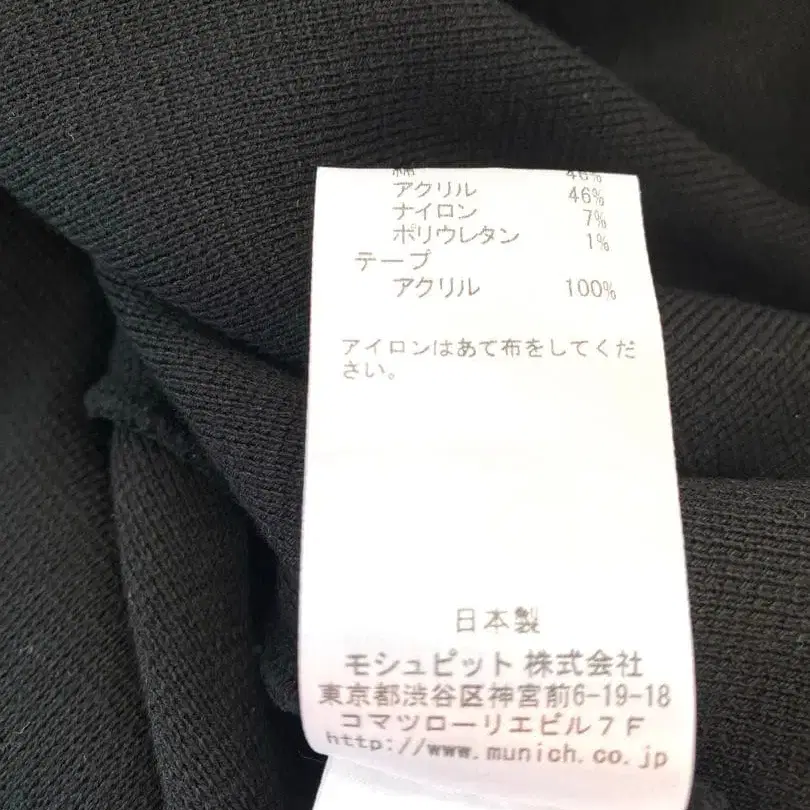 綿 46%
アクリル 46%
ナイロン 7%
ポリウレタン 1%
テープ
アクリル 100%
アイロンはあて布をしてくだ
さい。
日本製
モシュピット 株式会社
東京都渋谷区神宮前6-19-18
コマツローリエビル7F
http://www.munich.co.jp